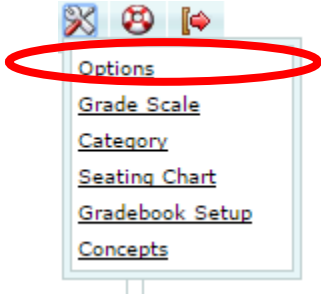 Options
Grade Scale
Category
Seating Chart
Gradebook Setup
Concepts